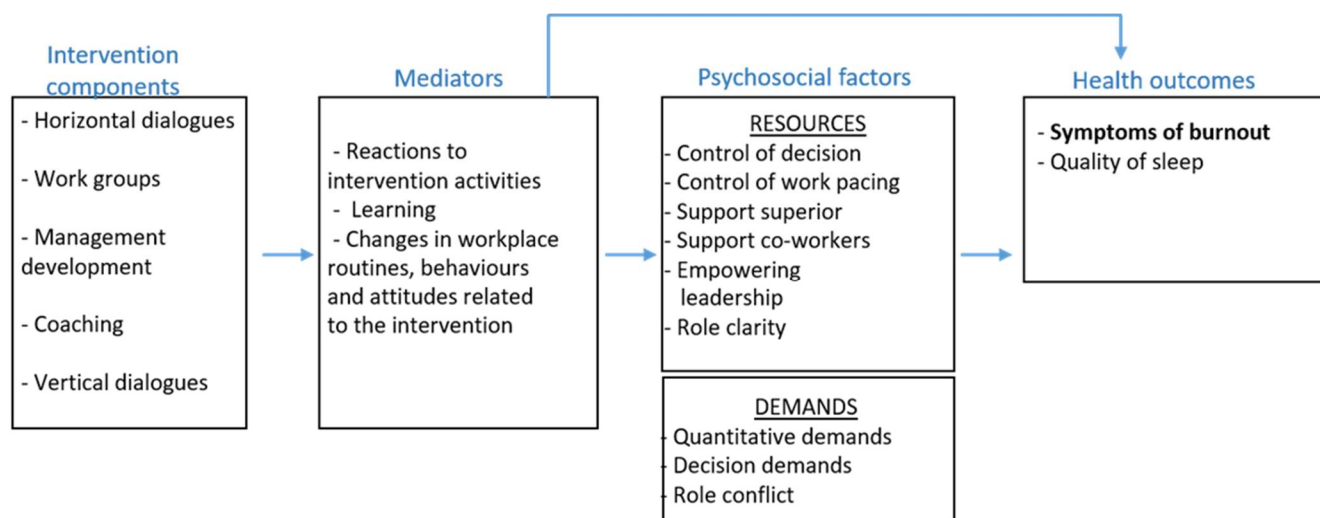 Intervention
components
- Horizontal dialogues
- Work groups
- Management
development
- Coaching
- Vertical dialogues
Mediators
- Reactions to
intervention activities
- Learning
- Changes in workplace
routines, behaviours
and attitudes related
to the intervention
Psychosocial factors
RESOURCES
- Control of decision
- Control of work pacing
- Support superior
- Support co-workers
- Empowering
leadership
- Role clarity
DEMANDS
- Quantitative demands
- Decision demands
- Role conflict
Health outcomes
- Symptoms of burnout
- Quality of sleep